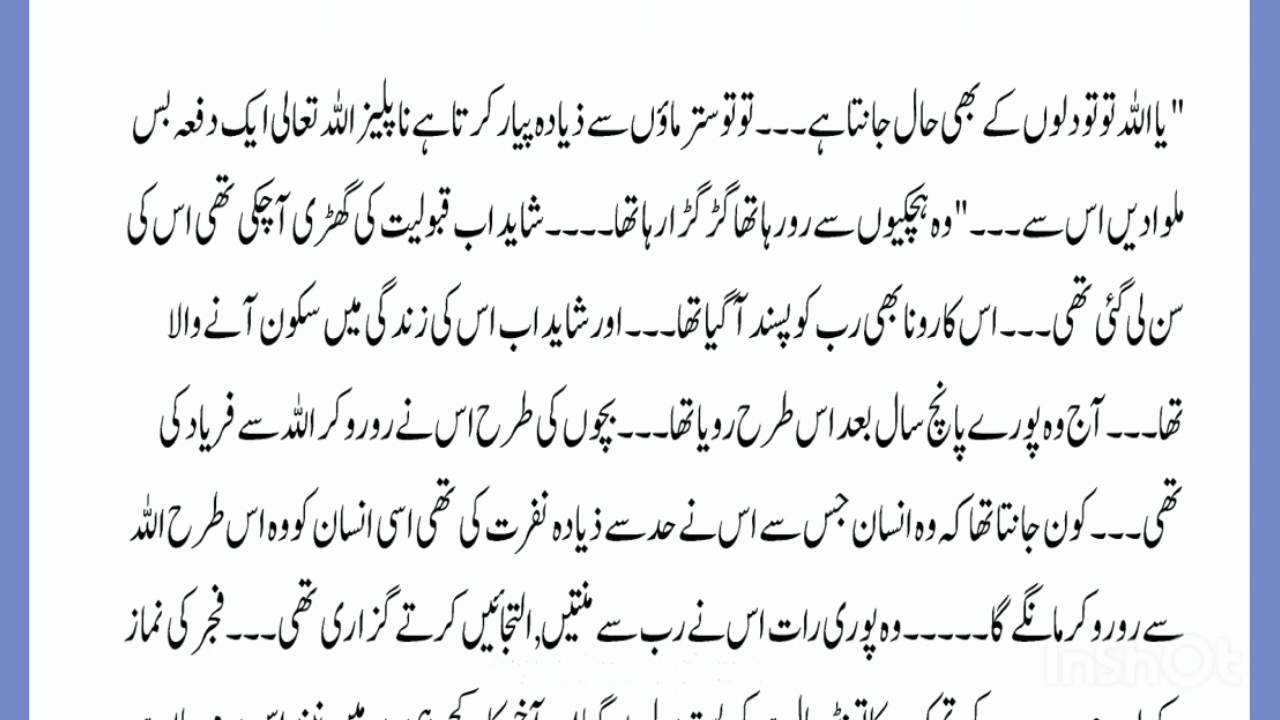 "یا اللہ تو تو دلوں کے بھی حال جانتا ہے۔۔۔ تو تو ستر ماؤں سے ذیادہ پیار کرتا ہے نا پلیز اللہ تعالی ایک دفعہ بس
ملوا دیں اس سے۔۔۔" وہ ہچکیوں سے رو رہا تھا گڑگڑا رہا تھا۔۔۔۔ شاید اب قبولیت کی گھڑی آ چکی تھی اس کی
سن لی گئی تھی۔۔۔ اس کا رونا بھی رب کو پسند آ گیا تھا۔۔۔ اور شاید اب اس کی زندگی میں سکون آنے والا
تھا۔۔۔ آج وہ پورے پانچ سال بعد اس طرح رویا تھا۔۔۔ بچوں کی طرح اس نے رو رو کر اللہ سے فریاد کی
تھی۔۔۔ کون جانتا تھا کہ وہ انسان جس سے اس نے حد سے ذیادہ نفرت کی تھی اسی انسان کو وہ اس طرح اللہ
سے رو رو کر مانگے گا۔۔۔۔۔ وہ پوری رات اس نے رب سے منتیں, التجائیں کرتے گزاری تھی۔۔۔ فجر کی نماز
InShOt